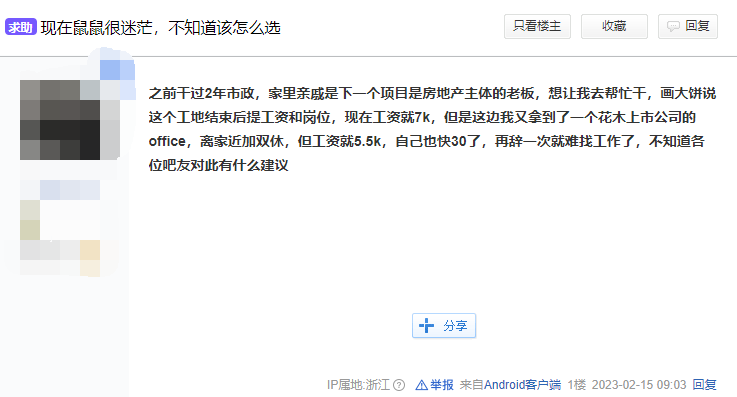 求助 现在鼠鼠很迷茫，不知道该怎么选 只看楼主 收藏 回复
之前干过2年市政，家里亲戚是下一个项目是房地产主体的老板，想让我去帮忙干，画大饼说
这个工地结束后提工资和岗位，现在工资就7k，但是这边我又拿到了一个花木上市公司的
office，离家近加双休，但工资就5.5k，自己也快30了，再辞一次就难找工作了，不知道各
位吧友对此有什么建议
分享
IP属地:浙江 举报 来自Android客户端 1楼 2023-02-15 09:03 回复